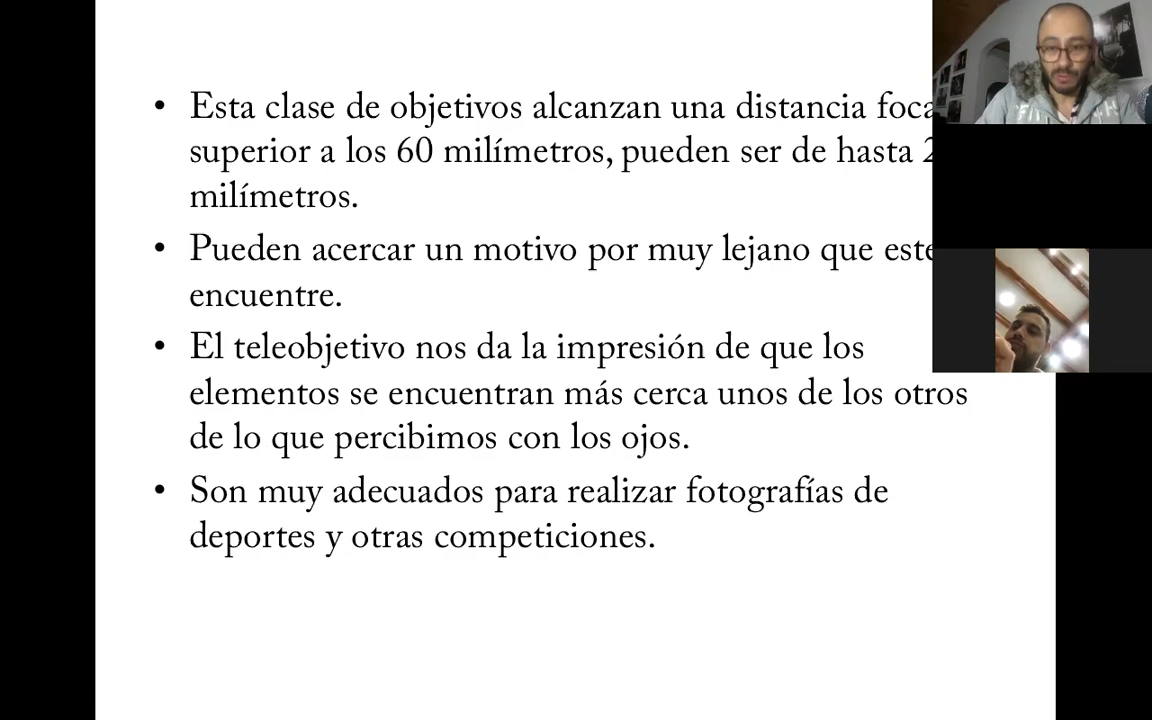 • Esta clase de objetivos alcanzan una distancia
superior a los 60 milímetros, pueden ser de hasta
milímetros.
• Pueden acercar un motivo por muy lejano que
encuentre.
• El teleobjetivo nos da la impresión de que los
elementos se encuentran más cerca unos de los otros
de lo que percibimos con los ojos.
• Son muy adecuados para realizar fotografías de
deportes y otras competiciones.